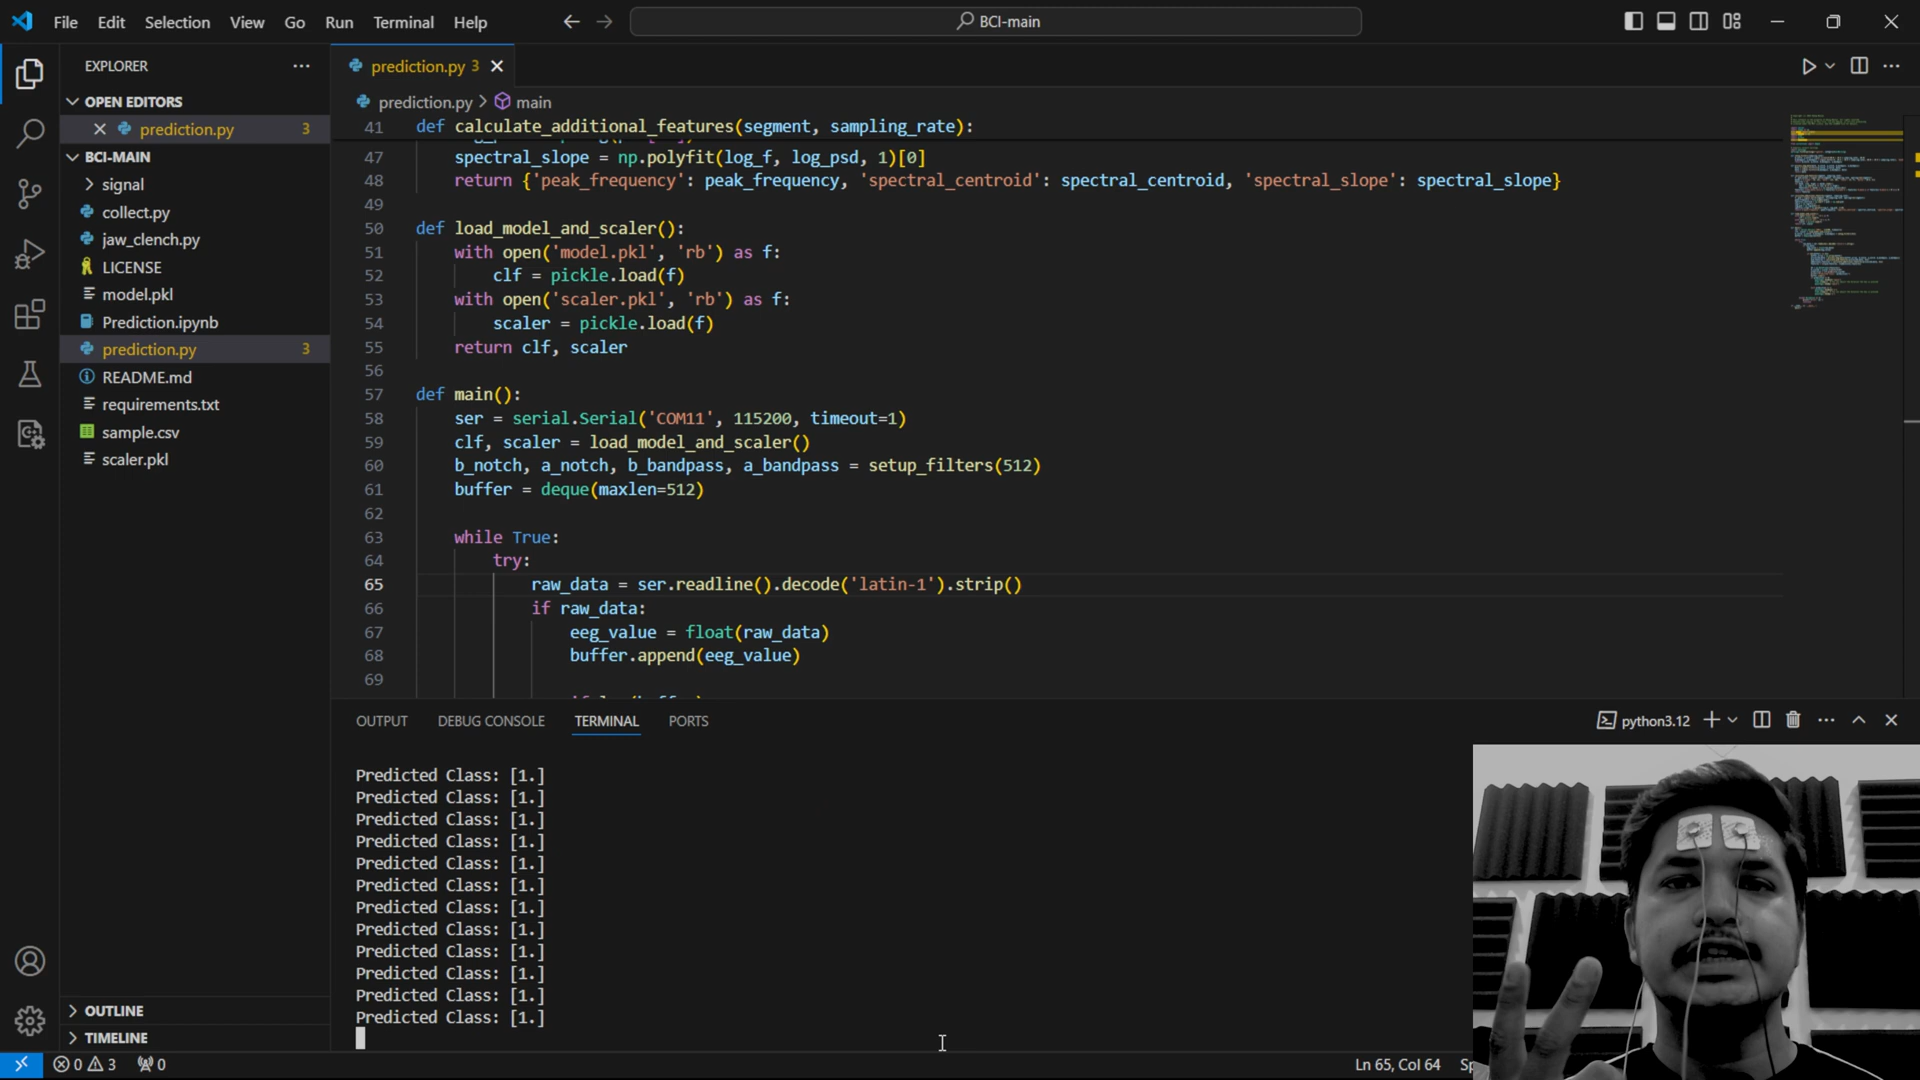 File Edit Selection View Go Run Terminal Help
BCI-main
EXPLORER
OPEN EDITORS
prediction.py 3
BCI-MAIN
signal
collect.py
jaw_clench.py
LICENSE
model.pkl
Prediction.ipynb
prediction.py 3
README.md
requirements.txt
sample.csv
scaler.pkl
OUTLINE
TIMELINE
prediction.py 3
prediction.py > main
41 def calculate_additional_features(segment, sampling_rate):
47 spectral_slope = np.polyfit(log_f, log_psd, 1)[0]
48 return {'peak_frequency': peak_frequency, 'spectral_centroid': spectral_centroid, 'spectral_slope': spectral_slope}
49
50 def load_model_and_scaler():
51 with open('model.pkl', 'rb') as f:
52 clf = pickle.load(f)
53 with open('scaler.pkl', 'rb') as f:
54 scaler = pickle.load(f)
55 return clf, scaler
56
57 def main():
58 ser = serial.Serial('COM11', 115200, timeout=1)
59 clf, scaler = load_model_and_scaler()
60 b_notch, a_notch, b_bandpass, a_bandpass = setup_filters(512)
61 buffer = deque(maxlen=512)
62
63 while True:
64 try:
65 raw_data = ser.readline().decode('latin-1').strip()
66 if raw_data:
67 eeg_value = float(raw_data)
68 buffer.append(eeg_value)
69
OUTPUT DEBUG CONSOLE TERMINAL PORTS
python3.12
Predicted Class: [1.]
Predicted Class: [1.]
Predicted Class: [1.]
Predicted Class: [1.]
Predicted Class: [1.]
Predicted Class: [1.]
Predicted Class: [1.]
Predicted Class: [1.]
Predicted Class: [1.]
Predicted Class: [1.]
Predicted Class: [1.]
Predicted Class: [1.]
0 3 0
Ln 65, Col 64